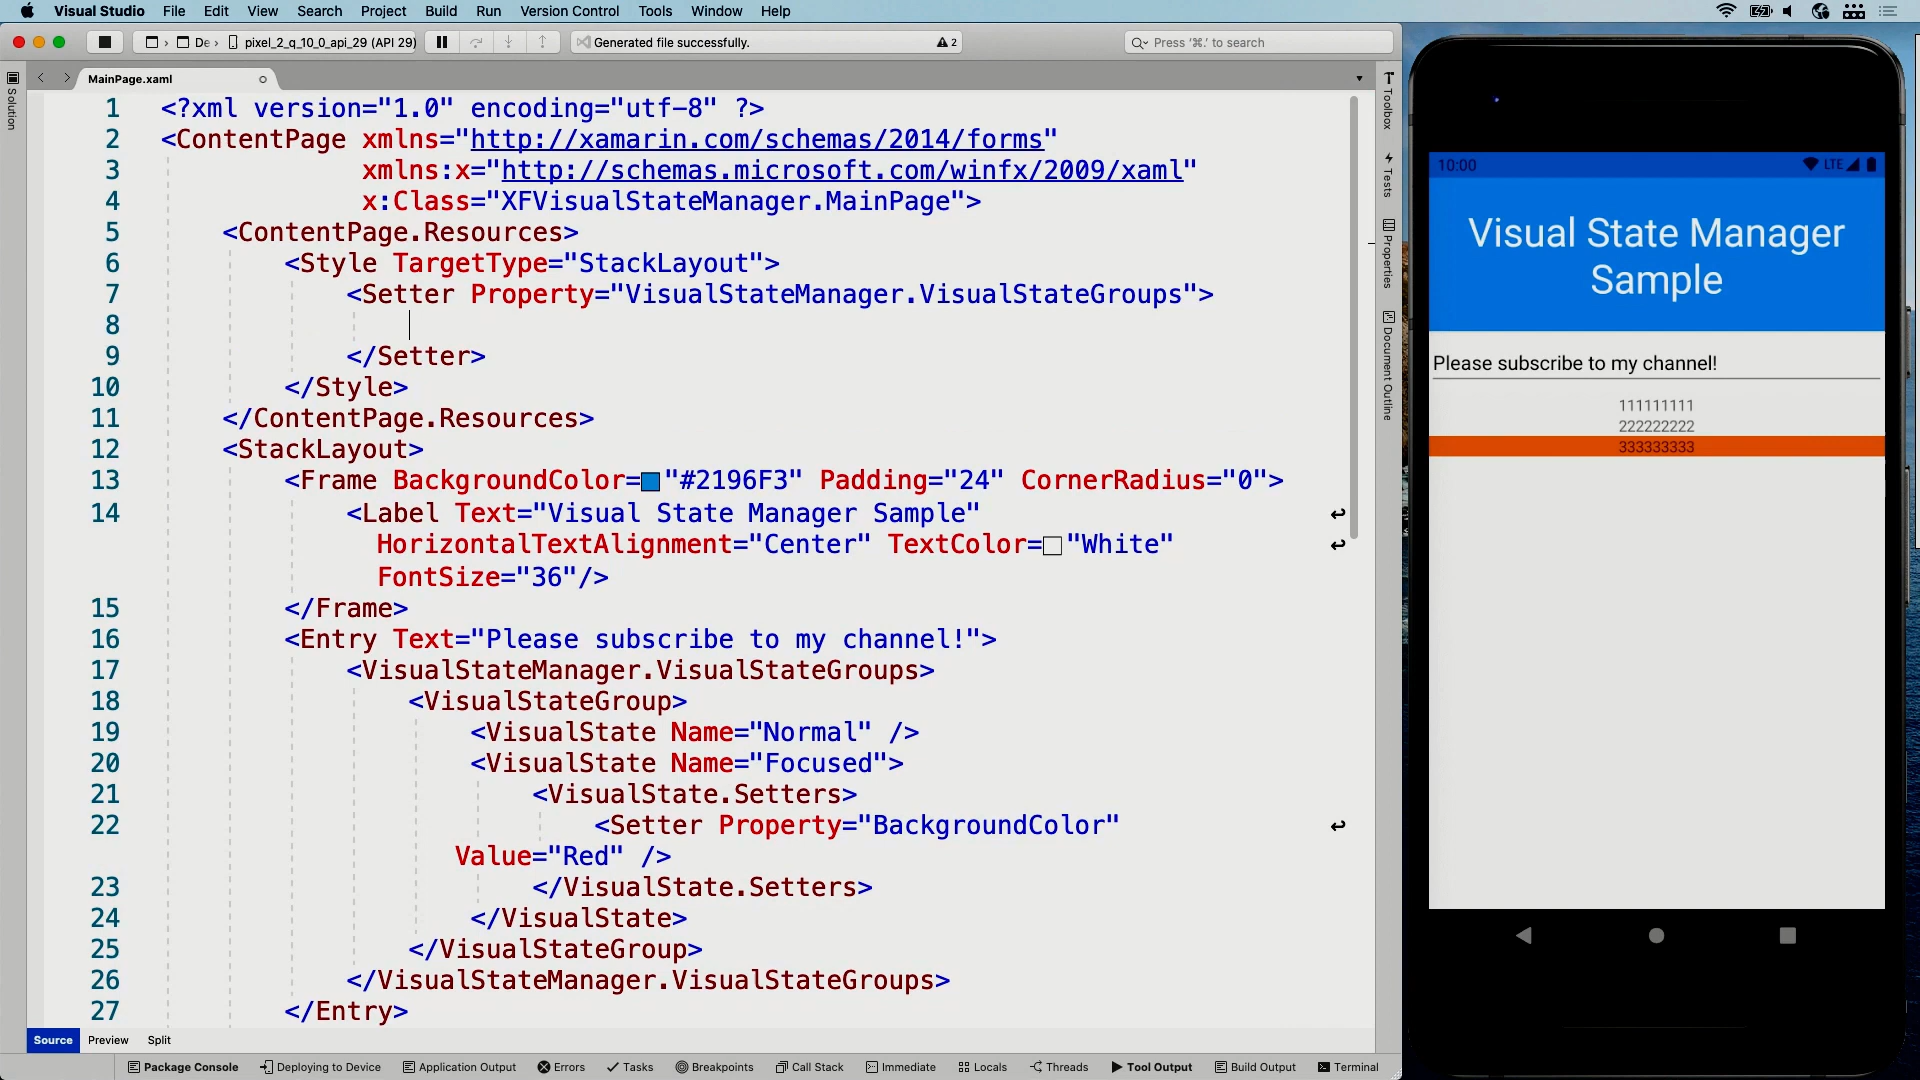 Visual Studio File Edit View Search Project Build Run Version Control Tools Window Help
De pixel_2_q_10_0_api_29 (API 29) Generated file successfully. 2 Press ‘⌘.’ to search
MainPage.xaml
Solution
1 <?xml version="1.0" encoding="utf-8" ?>
2 <ContentPage xmlns="http://xamarin.com/schemas/2014/forms"
3 xmlns:x="http://schemas.microsoft.com/winfx/2009/xaml"
4 x:Class="XFVisualStateManager.MainPage">
5 <ContentPage.Resources>
6 <Style TargetType="StackLayout">
7 <Setter Property="VisualStateManager.VisualStateGroups">
8
9 </Setter>
10 </Style>
11 </ContentPage.Resources>
12 <StackLayout>
13 <Frame BackgroundColor="#2196F3" Padding="24" CornerRadius="0">
14 <Label Text="Visual State Manager Sample"
HorizontalTextAlignment="Center" TextColor="White"
FontSize="36"/>
15 </Frame>
16 <Entry Text="Please subscribe to my channel!">
17 <VisualStateManager.VisualStateGroups>
18 <VisualStateGroup>
19 <VisualState Name="Normal" />
20 <VisualState Name="Focused">
21 <VisualState.Setters>
22 <Setter Property="BackgroundColor"
Value="Red" />
23 </VisualState.Setters>
24 </VisualState>
25 </VisualStateGroup>
26 </VisualStateManager.VisualStateGroups>
27 </Entry>
Toolbox
Tests
Properties
Document Outline
Source Preview Split
Package Console Deploying to Device Application Output Errors Tasks Breakpoints Call Stack Immediate Locals Threads Tool Output Build Output Terminal
10:00 LTE
Visual State Manager
Sample
Please subscribe to my channel!
111111111
222222222
333333333